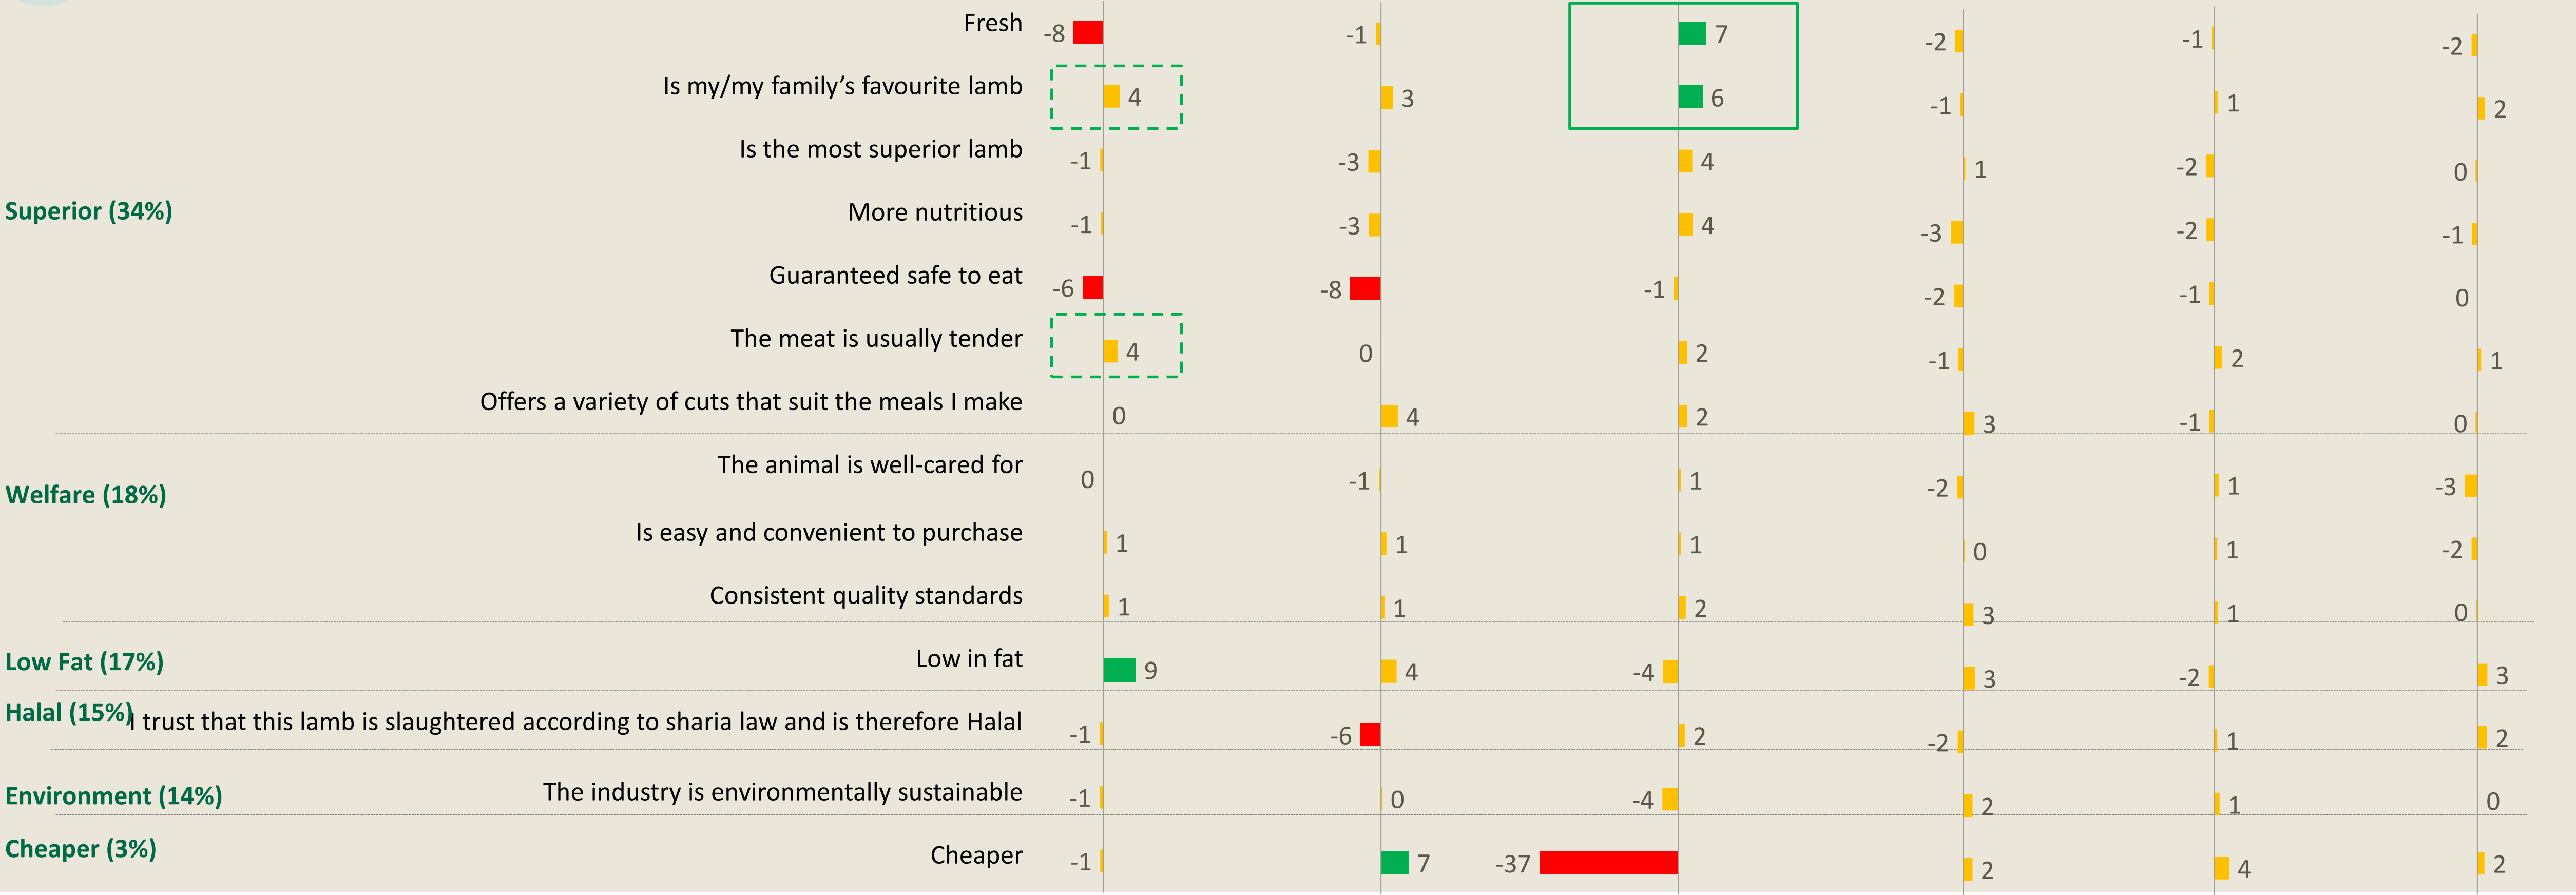 Fresh -8 -1 7 -2 -1 -2
Is my/my family’s favourite lamb 4 3 6 -1 1 2
Is the most superior lamb -1 -3 4 1 -2 0
Superior (34%)
More nutritious -1 -3 4 -3 -2 -1
Guaranteed safe to eat -6 -8 -1 -2 -1 0
The meat is usually tender 4 0 2 -1 2 1
Offers a variety of cuts that suit the meals I make 0 4 2 3 -1 0
The animal is well-cared for 0 -1 1 -2 1 -3
Welfare (18%)
Is easy and convenient to purchase 1 1 1 0 1 -2
Consistent quality standards 1 1 2 3 1 0
Low Fat (17%) Low in fat 9 4 -4 3 -2 3
Halal (15%) I trust that this lamb is slaughtered according to sharia law and is therefore Halal -1 -6 2 -2 1 2
Environment (14%) The industry is environmentally sustainable -1 0 -4 2 1 0
Cheaper (3%) Cheaper -1 7 -37 2 4 2